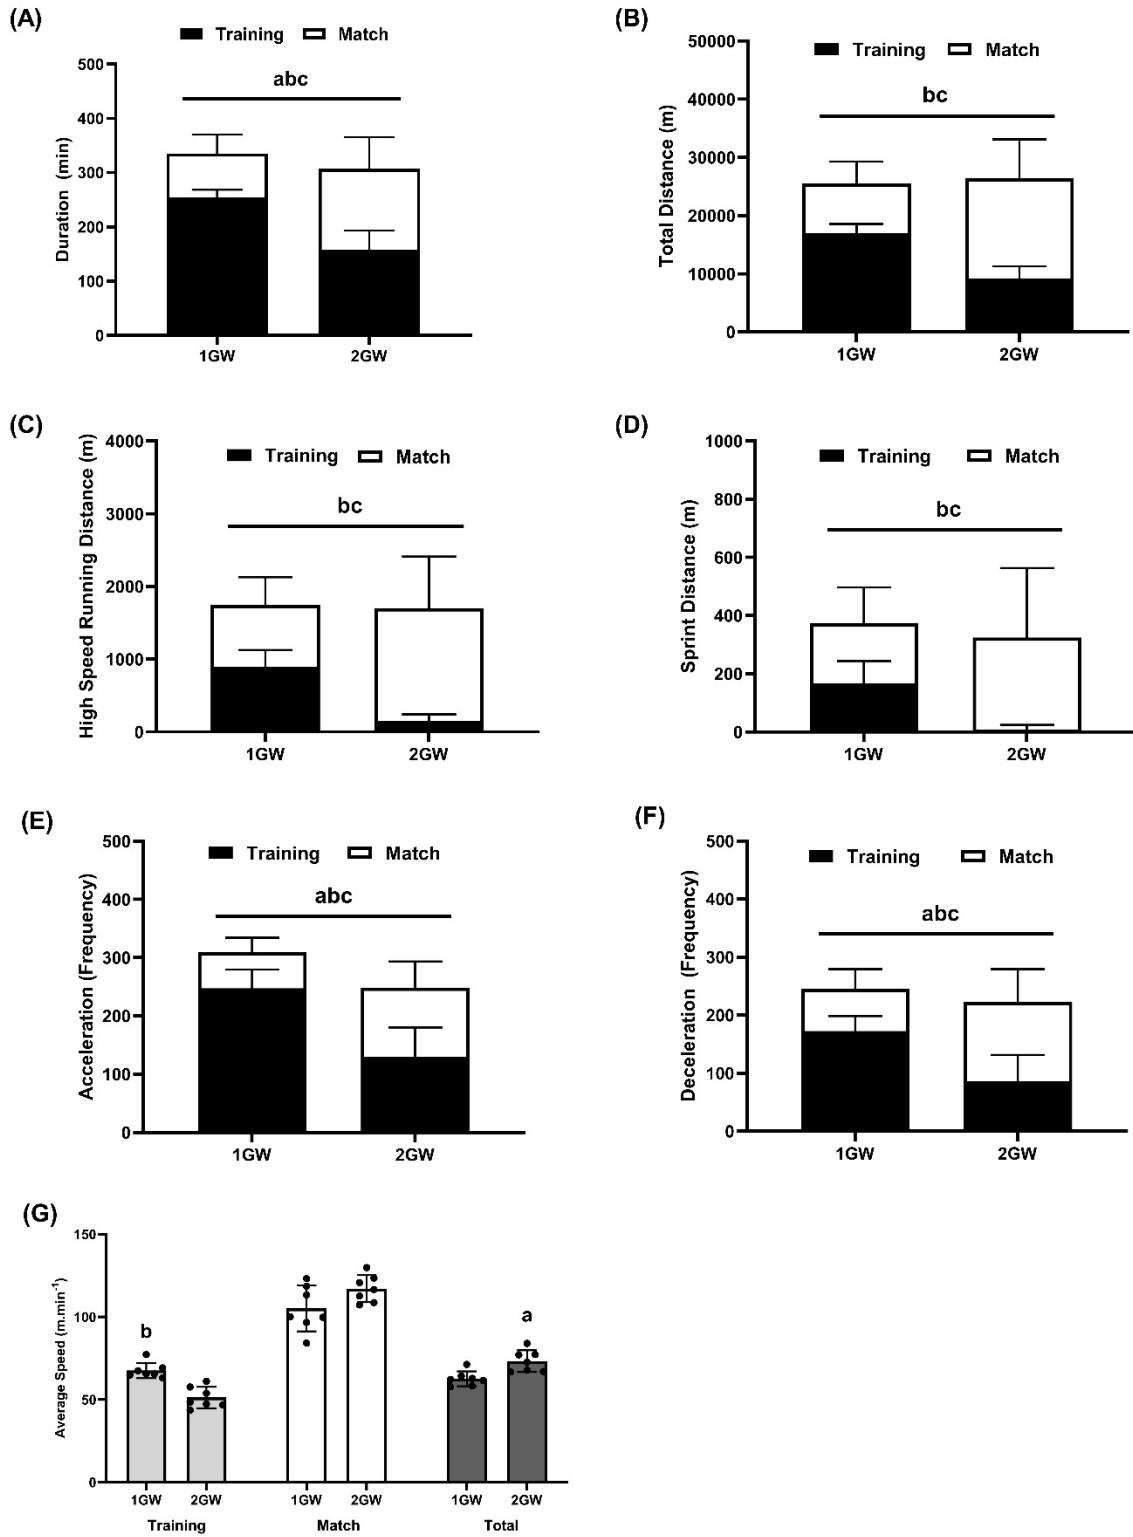 (A)
Training Match
abc
Duration (min)
500
400
300
200
100
0
1GW 2GW
(B)
Training Match
bc
Total Distance (m)
50000
40000
30000
20000
10000
0
1GW 2GW
(C)
Training Match
bc
High Speed Running Distance (m)
4000
3000
2000
1000
0
1GW 2GW
(D)
Training Match
bc
Sprint Distance (m)
1000
800
600
400
200
0
1GW 2GW
(E)
Training Match
abc
Acceleration (Frequency)
500
400
300
200
100
0
1GW 2GW
(F)
Training Match
abc
Deceleration (Frequency)
500
400
300
200
100
0
1GW 2GW
(G)
Average Speed (m.min⁻¹)
150
100
50
0
b
a
1GW 2GW 1GW 2GW 1GW 2GW
Training Match Total